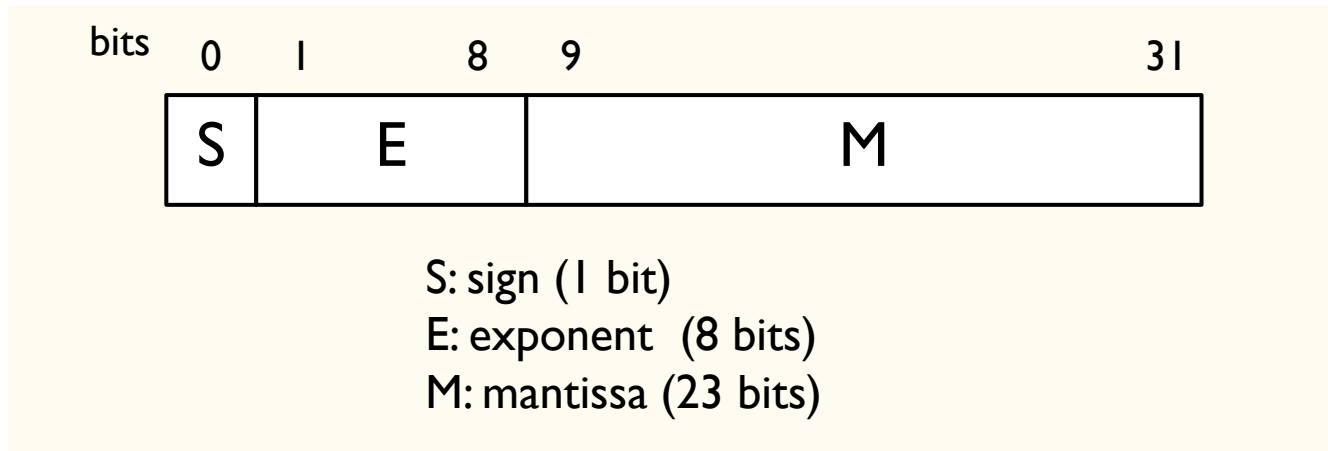 bits 0 1 8 9 31
S E M
S: sign (1 bit)
E: exponent (8 bits)
M: mantissa (23 bits)